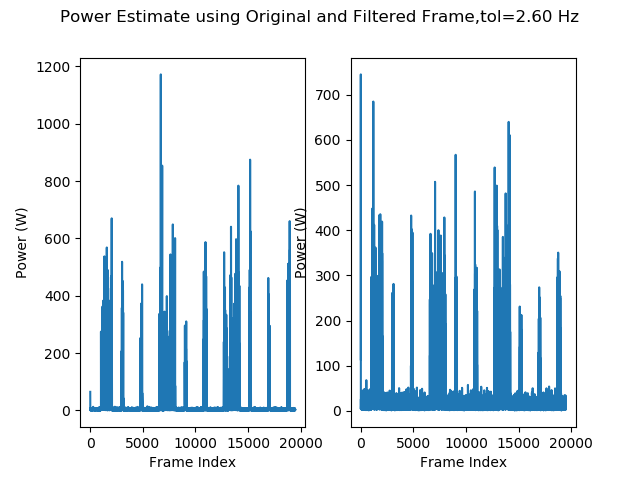 Power Estimate using Original and Filtered Frame,tol=2.60 Hz
1200
1000
800
600
400
200
0
Power (W)
0 5000 10000 15000 20000
Frame Index
700
600
500
400
300
200
100
0
Power (W)
0 5000 10000 15000 20000
Frame Index